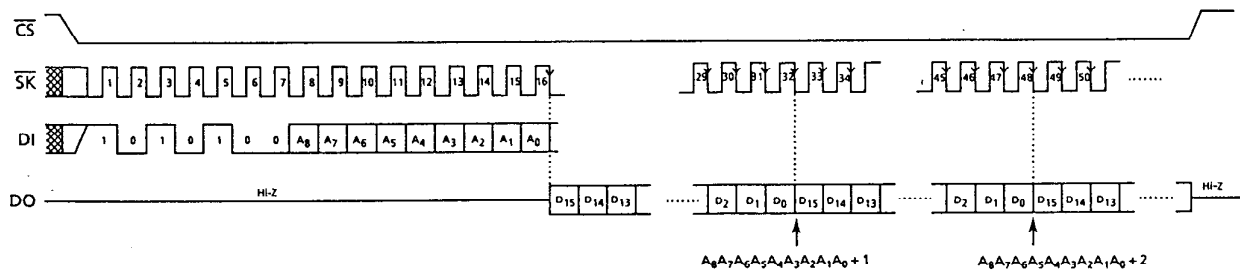 CS
SK 1 2 3 4 5 6 7 8 9 10 11 12 13 14 15 16 29 30 31 32 33 34 45 46 47 48 49 50 ......
DI 1 0 1 0 1 0 0 A8 A7 A6 A5 A4 A3 A2 A1 A0
DO Hi-Z D15 D14 D13 ...... D2 D1 D0 D15 D14 D13 ...... D2 D1 D0 D15 D14 D13 ...... Hi-Z
A8A7A6A5A4A3A2A1A0 + 1 A8A7A6A5A4A3A2A1A0 + 2